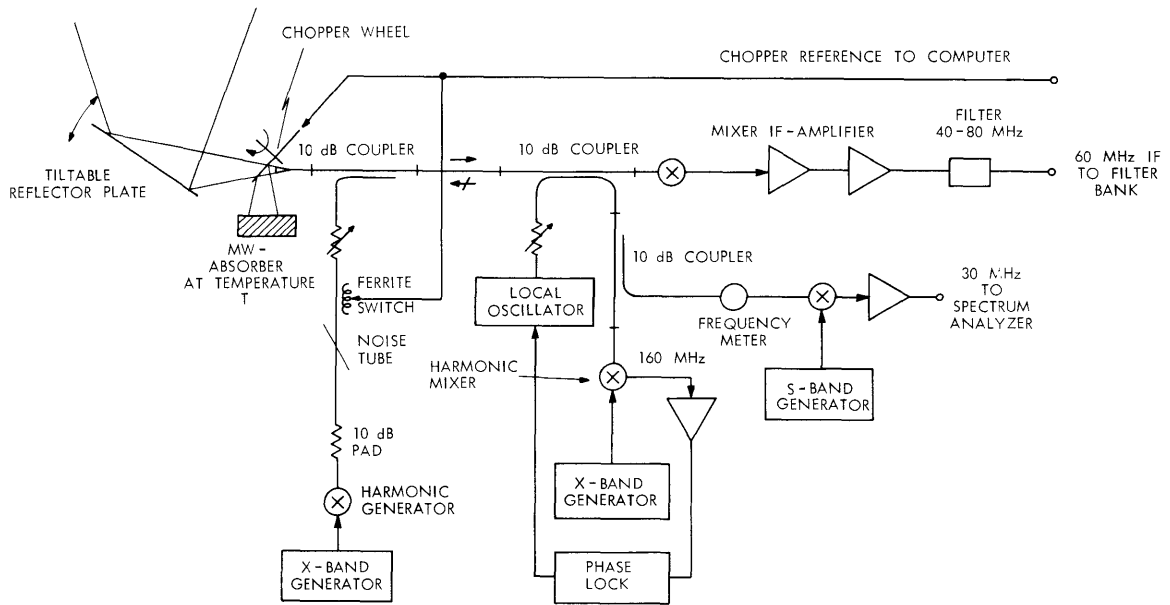 CHOPPER WHEEL
CHOPPER REFERENCE TO COMPUTER
FILTER
40-80 MHz
MIXER IF-AMPLIFIER
10 dB COUPLER
10 dB COUPLER
60 MHz IF
TO FILTER
BANK
TILTABLE
REFLECTOR PLATE
MW-
ABSORBER
AT TEMPERATURE
T
10 dB COUPLER
FERRITE
SWITCH
LOCAL
OSCILLATOR
30 MHz
TO
SPECTRUM
ANALYZER
FREQUENCY
METER
NOISE
TUBE
160 MHz
HARMONIC
MIXER
S-BAND
GENERATOR
10 dB
PAD
HARMONIC
GENERATOR
X-BAND
GENERATOR
X-BAND
GENERATOR
PHASE
LOCK